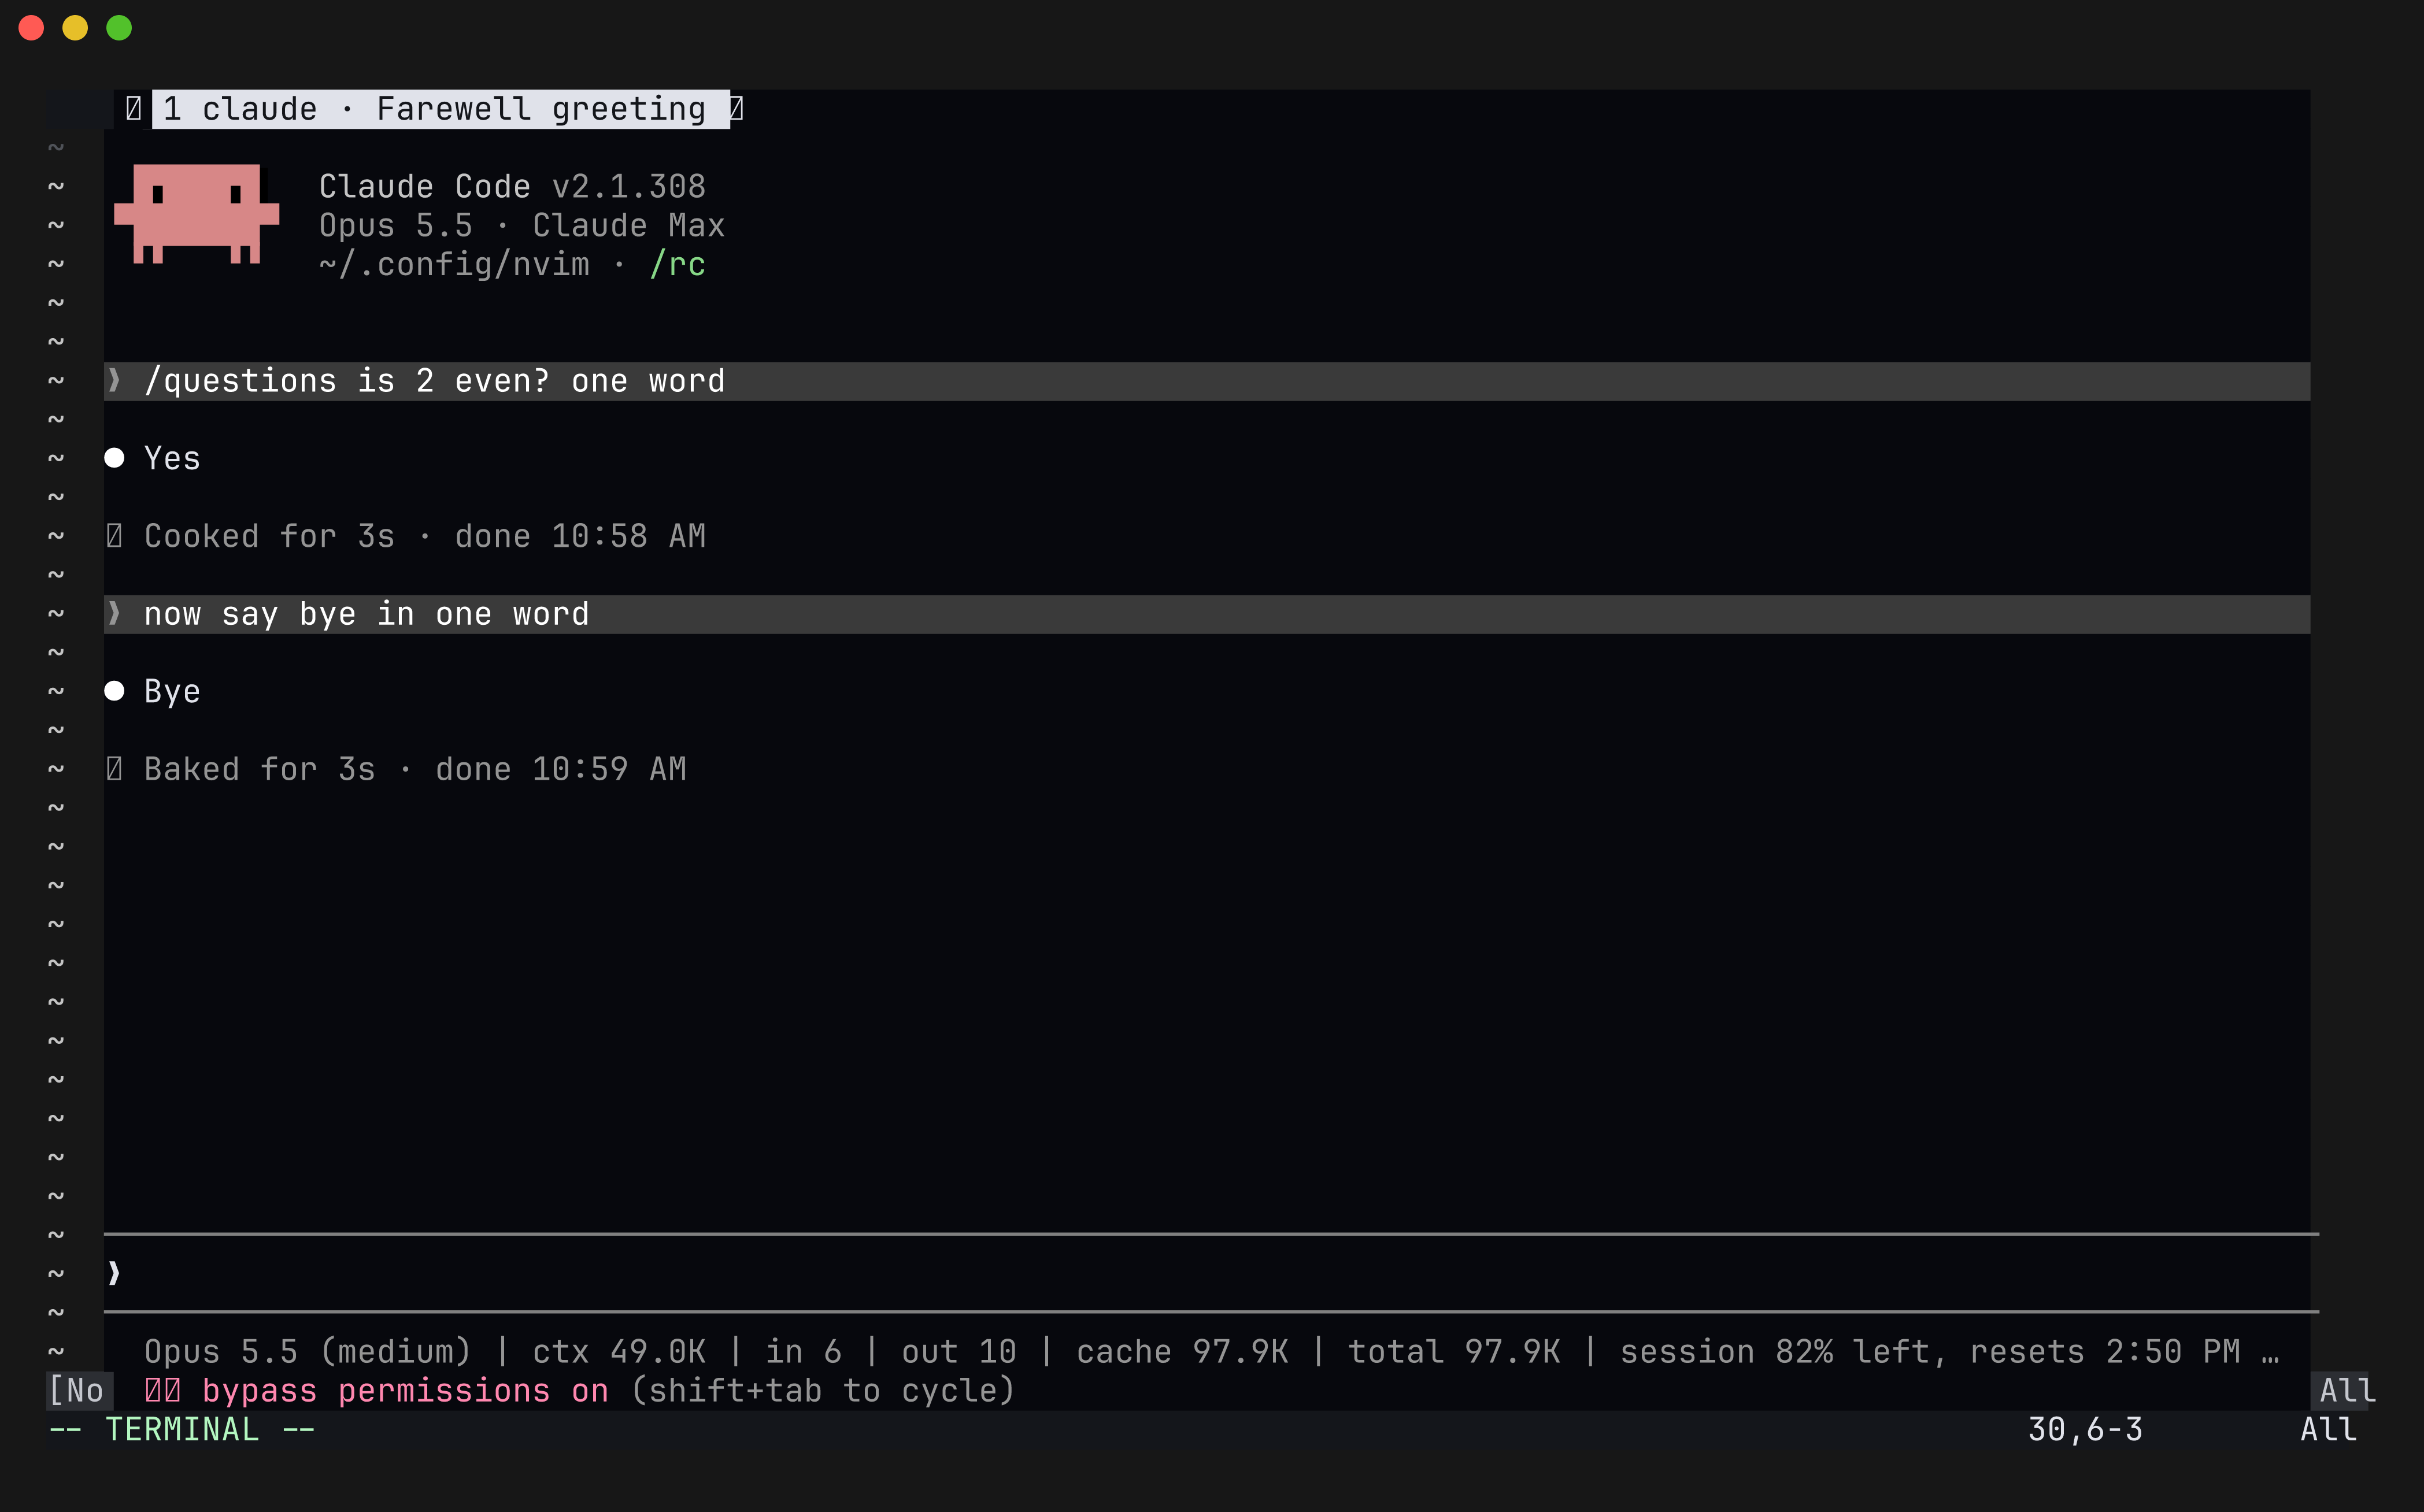 1 claude · Farewell greeting
~
~ Claude Code v2.1.308
~ Opus 5.5 · Claude Max
~ ~/.config/nvim · /rc
~
~
~ ❯ /questions is 2 even? one word
~
~ ● Yes
~
~ Cooked for 3s · done 10:58 AM
~
~ ❯ now say bye in one word
~
~ ● Bye
~
~ Baked for 3s · done 10:59 AM
~
~
~
~
~
~
~
~
~
~
~
~
~ ❯
~
~ Opus 5.5 (medium) | ctx 49.0K | in 6 | out 10 | cache 97.9K | total 97.9K | session 82% left, resets 2:50 PM …
[No bypass permissions on (shift+tab to cycle) All
-- TERMINAL -- 30,6-3 All